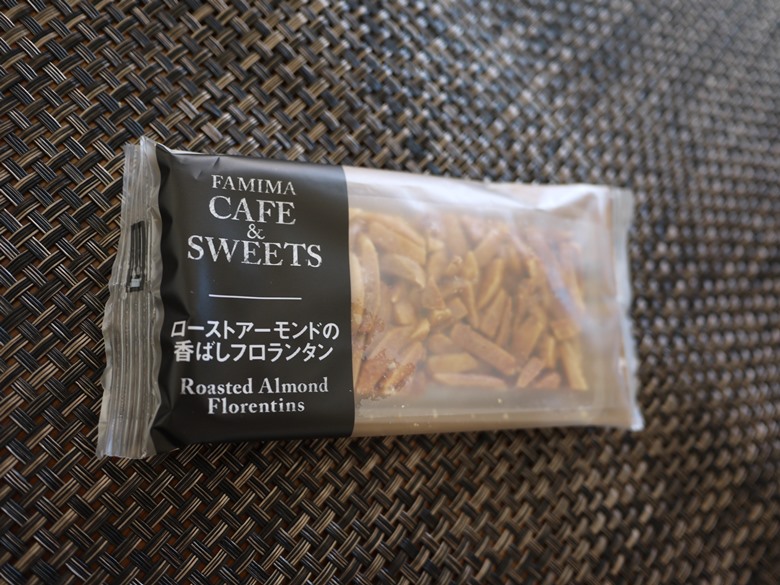 FAMIMA
CAFE
&
SWEETS
ローストアーモンドの
香ばしフロランタン
Roasted Almond
Florentins